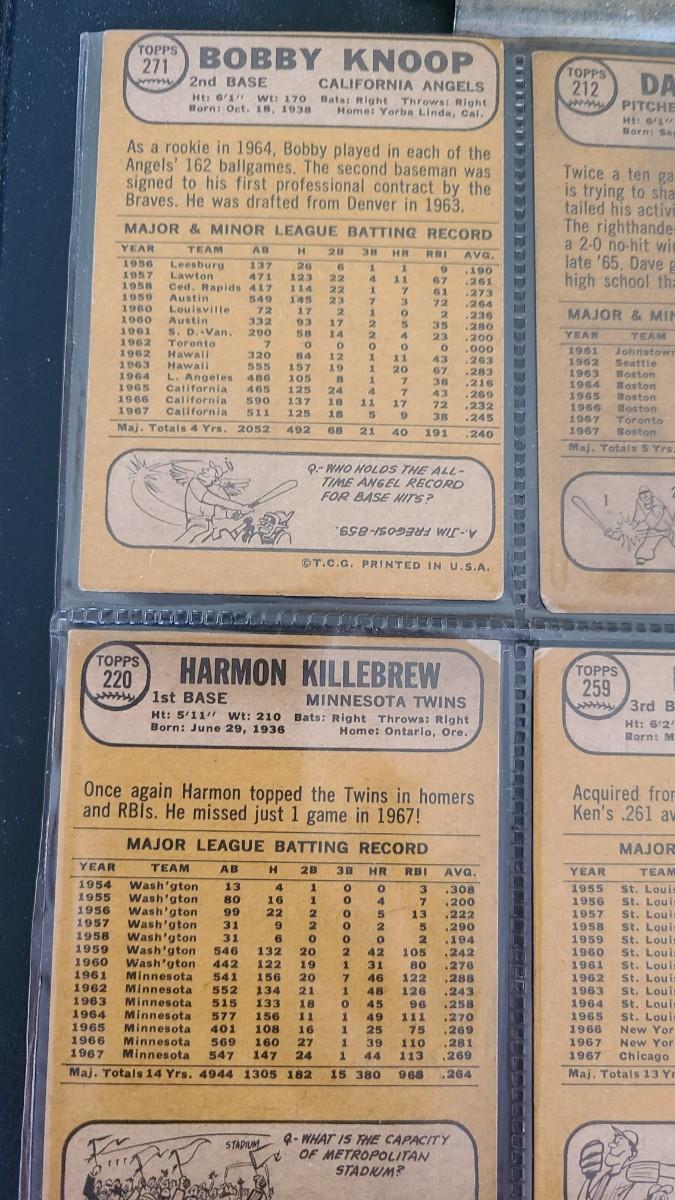 TOPPS
271
BOBBY KNOOP
2nd BASE CALIFORNIA ANGELS
Ht: 6'1" Wt: 170 Bats: Right Throws: Right
Born: Oct. 18, 1938 Home: Yorba Linda, Cal.
As a rookie in 1964, Bobby played in each of the
Angels' 162 ballgames. The second baseman was
signed to his first professional contract by the
Braves. He was drafted from Denver in 1963.
MAJOR & MINOR LEAGUE BATTING RECORD
YEAR TEAM AB H 2B 3B HR RBI AVG.
1956 Leesburg 137 26 6 1 1 9 .190
1957 Lawton 471 123 22 4 11 67 .261
1958 Ced. Rapids 417 114 22 1 7 61 .273
1959 Austin 549 145 23 7 3 72 .264
1960 Louisville 72 17 2 1 0 2 .236
1960 Austin 332 93 17 2 5 35 .280
1961 S. D.-Van. 290 58 14 2 4 23 .200
1962 Toronto 7 0 0 0 0 0 .000
1962 Hawaii 320 84 12 1 11 43 .263
1963 Hawaii 555 157 19 1 20 67 .283
1964 L. Angeles 486 105 8 1 7 38 .216
1965 California 465 125 24 4 7 43 .269
1966 California 590 137 18 11 17 72 .232
1967 California 511 125 18 5 9 38 .245
Maj. Totals 4 Yrs. 2052 492 68 21 40 191 .240
Q.-WHO HOLDS THE ALL-
TIME ANGEL RECORD
FOR BASE HITS?
A.-JIM FREGOSI-859.
©T.C.G. PRINTED IN U.S.A.
TOPPS
212
DA
PITCHE
Ht: 6'1"
Born: Se
Twice a ten ga
is trying to sha
tailed his activi
The righthande
a 2-0 no-hit wi
late '65. Dave g
high school tha
MAJOR & MI
YEAR TEAM
1961 Johnstown
1962 Seattle
1963 Boston
1964 Boston
1965 Boston
1966 Boston
1967 Toronto
1967 Boston
Maj. Totals 5 Yrs.
1
TOPPS
220
HARMON KILLEBREW
1st BASE MINNESOTA TWINS
Ht: 5'11" Wt: 210 Bats: Right Throws: Right
Born: June 29, 1936 Home: Ontario, Ore.
Once again Harmon topped the Twins in homers
and RBIs. He missed just 1 game in 1967!
MAJOR LEAGUE BATTING RECORD
YEAR TEAM AB H 2B 3B HR RBI AVG.
1954 Wash'gton 13 4 1 0 0 3 .308
1955 Wash'gton 80 16 1 0 4 7 .200
1956 Wash'gton 99 22 2 0 5 13 .222
1957 Wash'gton 31 9 2 0 2 5 .290
1958 Wash'gton 31 6 0 0 0 2 .194
1959 Wash'gton 546 132 20 2 42 105 .242
1960 Wash'gton 442 122 19 1 31 80 .276
1961 Minnesota 541 156 20 7 46 122 .288
1962 Minnesota 552 134 21 1 48 126 .243
1963 Minnesota 515 133 18 0 45 96 .258
1964 Minnesota 577 156 11 1 49 111 .270
1965 Minnesota 401 108 16 1 25 75 .269
1966 Minnesota 569 160 27 1 39 110 .281
1967 Minnesota 547 147 24 1 44 113 .269
Maj. Totals 14 Yrs. 4944 1305 182 15 380 968 .264
STADIUM
Q.-WHAT IS THE CAPACITY
OF METROPOLITAN
STADIUM?
TOPPS
259
3rd B
Ht: 6'2'
Born: M
Acquired fro
Ken's .261 av
MAJOR
YEAR TEAM
1955 St. Loui
1956 St. Loui
1957 St. Loui
1958 St. Loui
1959 St. Loui
1960 St. Loui
1961 St. Loui
1962 St. Loui
1963 St. Loui
1964 St. Loui
1965 St. Loui
1966 New Yor
1967 New Yor
1967 Chicago
Maj. Totals 13 Y